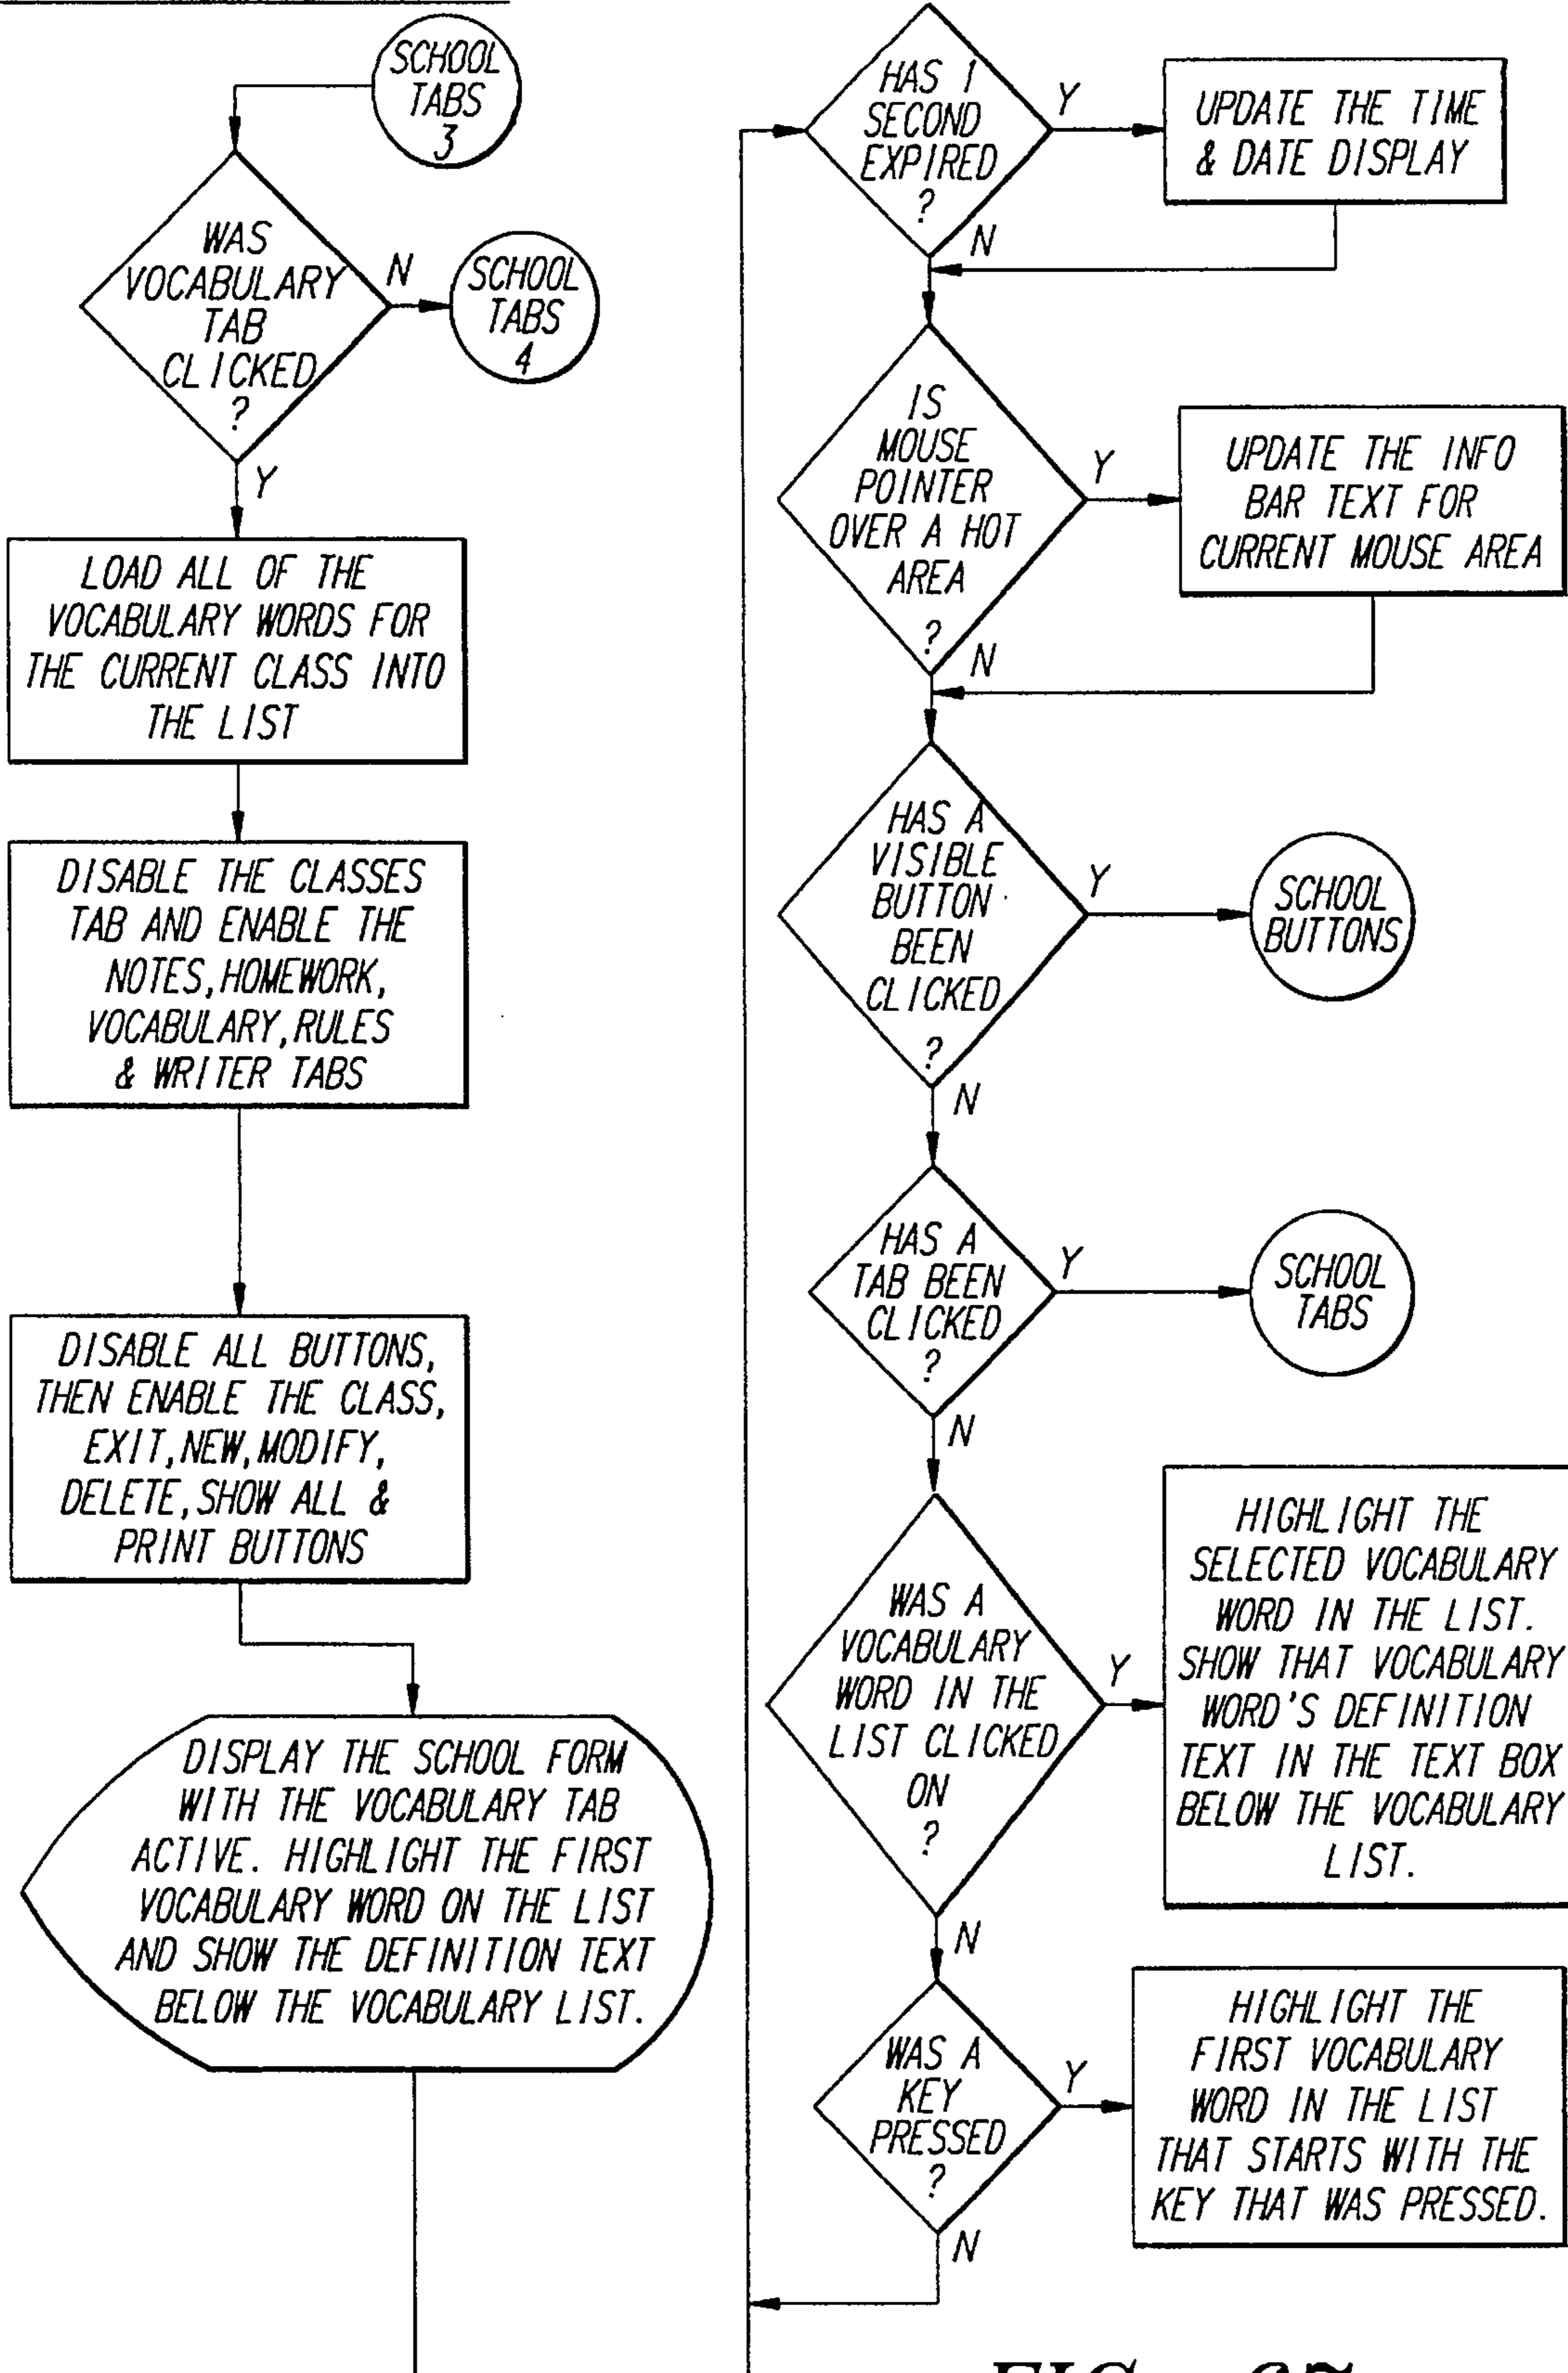 SCHOOL
TABS
3
WAS
VOCABULARY
TAB
CLICKED
?
N
SCHOOL
TABS
4
Y
LOAD ALL OF THE
VOCABULARY WORDS FOR
THE CURRENT CLASS INTO
THE LIST
DISABLE THE CLASSES
TAB AND ENABLE THE
NOTES, HOMEWORK,
VOCABULARY, RULES
& WRITER TABS
DISABLE ALL BUTTONS,
THEN ENABLE THE CLASS,
EXIT, NEW, MODIFY,
DELETE, SHOW ALL &
PRINT BUTTONS
DISPLAY THE SCHOOL FORM
WITH THE VOCABULARY TAB
ACTIVE. HIGHLIGHT THE FIRST
VOCABULARY WORD ON THE LIST
AND SHOW THE DEFINITION TEXT
BELOW THE VOCABULARY LIST.
HAS 1
SECOND
EXPIRED
?
Y
UPDATE THE TIME
& DATE DISPLAY
N
IS
MOUSE
POINTER
OVER A HOT
AREA
?
Y
UPDATE THE INFO
BAR TEXT FOR
CURRENT MOUSE AREA
N
HAS A
VISIBLE
BUTTON
BEEN
CLICKED
?
Y
SCHOOL
BUTTONS
N
HAS A
TAB BEEN
CLICKED
?
Y
SCHOOL
TABS
N
WAS A
VOCABULARY
WORD IN THE
LIST CLICKED
ON
?
Y
HIGHLIGHT THE
SELECTED VOCABULARY
WORD IN THE LIST.
SHOW THAT VOCABULARY
WORD'S DEFINITION
TEXT IN THE TEXT BOX
BELOW THE VOCABULARY
LIST.
N
WAS A
KEY
PRESSED
?
Y
HIGHLIGHT THE
FIRST VOCABULARY
WORD IN THE LIST
THAT STARTS WITH THE
KEY THAT WAS PRESSED.
N